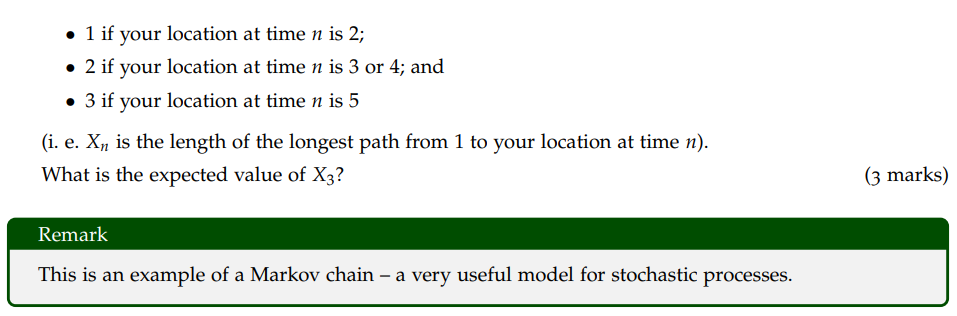 • 1 if your location at time n is 2;
• 2 if your location at time n is 3 or 4; and
• 3 if your location at time n is 5
(i. e. Xₙ is the length of the longest path from 1 to your location at time n).
What is the expected value of X₃? (3 marks)
Remark
This is an example of a Markov chain – a very useful model for stochastic processes.